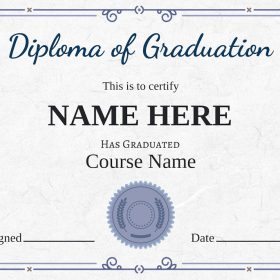 Diploma of Graduation
This is to certify
NAME HERE
Has Graduated
Course Name
gned Date